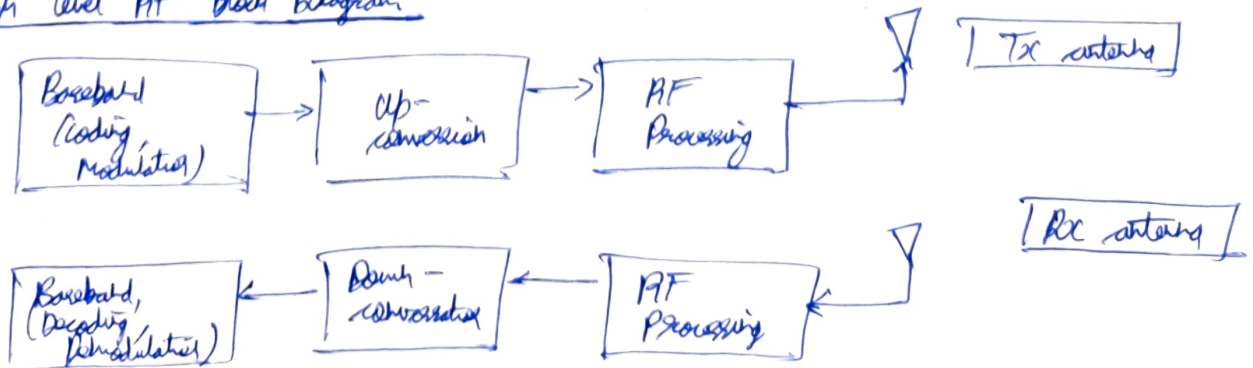 level RF Block Diagram
Baseband
(Coding,
Modulation)
Up-
conversion
RF
Processing
Tx antenna
Baseband,
(Decoding,
Demodulation)
Down-
conversation
RF
Processing
Rx antenna